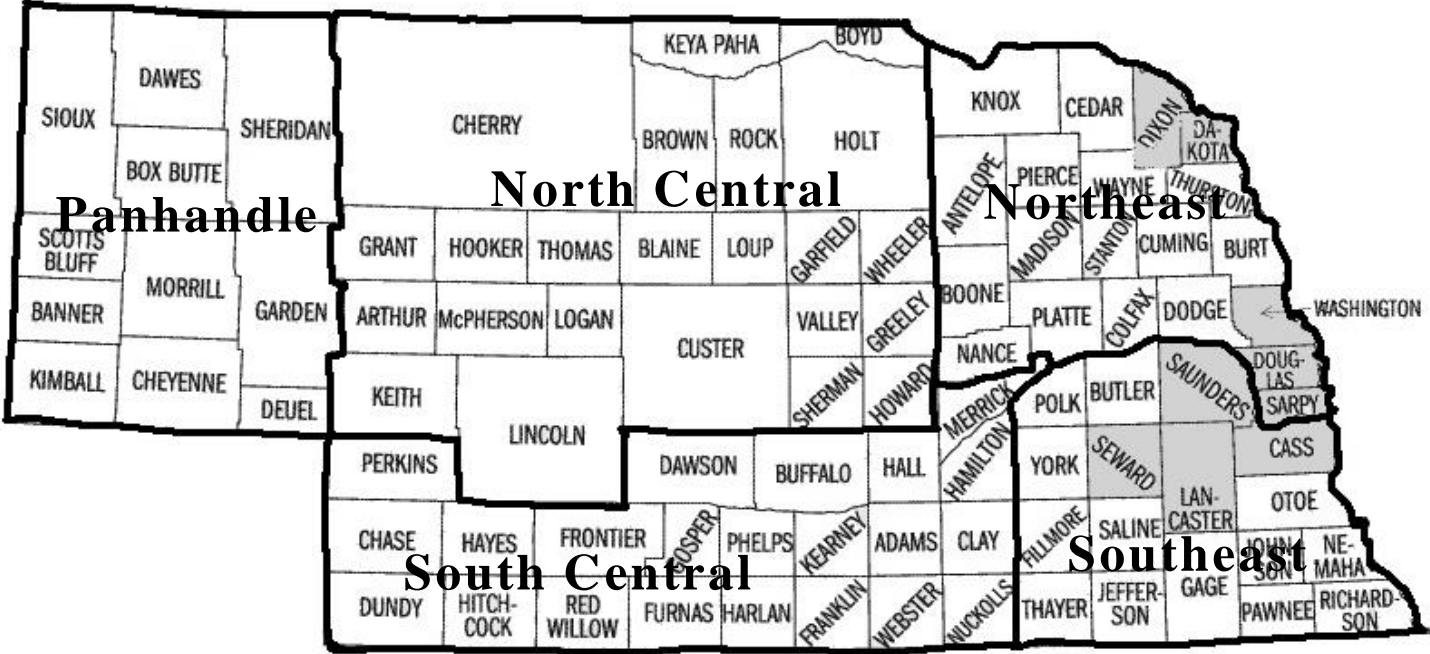 KEYA PAHA
BOYD
DAWES
SIOUX
SHERIDAN
CHERRY
BROWN
ROCK
HOLT
KNOX
CEDAR
DIXON
DA-
KOTA
BOX BUTTE
ANTELOPE
PIERCE
WAYNE
THURSTON
Panhandle
North Central
Northeast
SCOTTS
BLUFF
GRANT
HOOKER
THOMAS
BLAINE
LOUP
GARFIELD
WHEELER
MADISON
STANTON
CUMING
BURT
MORRILL
BANNER
GARDEN
ARTHUR
McPHERSON
LOGAN
CUSTER
VALLEY
GREELEY
BOONE
PLATTE
COLFAX
DODGE
WASHINGTON
NANCE
KIMBALL
CHEYENNE
DEUEL
KEITH
LINCOLN
SHERMAN
HOWARD
MERRICK
POLK
BUTLER
SAUNDERS
DOUG-
LAS
SARPY
PERKINS
DAWSON
BUFFALO
HALL
HAMILTON
YORK
SEWARD
CASS
LAN-
CASTER
OTOE
CHASE
HAYES
FRONTIER
GOSPER
PHELPS
KEARNEY
ADAMS
CLAY
FILLMORE
SALINE
South Central
Southeast
JOHN-
SON
NE-
MAHA
DUNDY
HITCH-
COCK
RED
WILLOW
FURNAS
HARLAN
FRANKLIN
WEBSTER
NUCKOLLS
THAYER
JEFFER-
SON
GAGE
PAWNEE
RICHARD-
SON